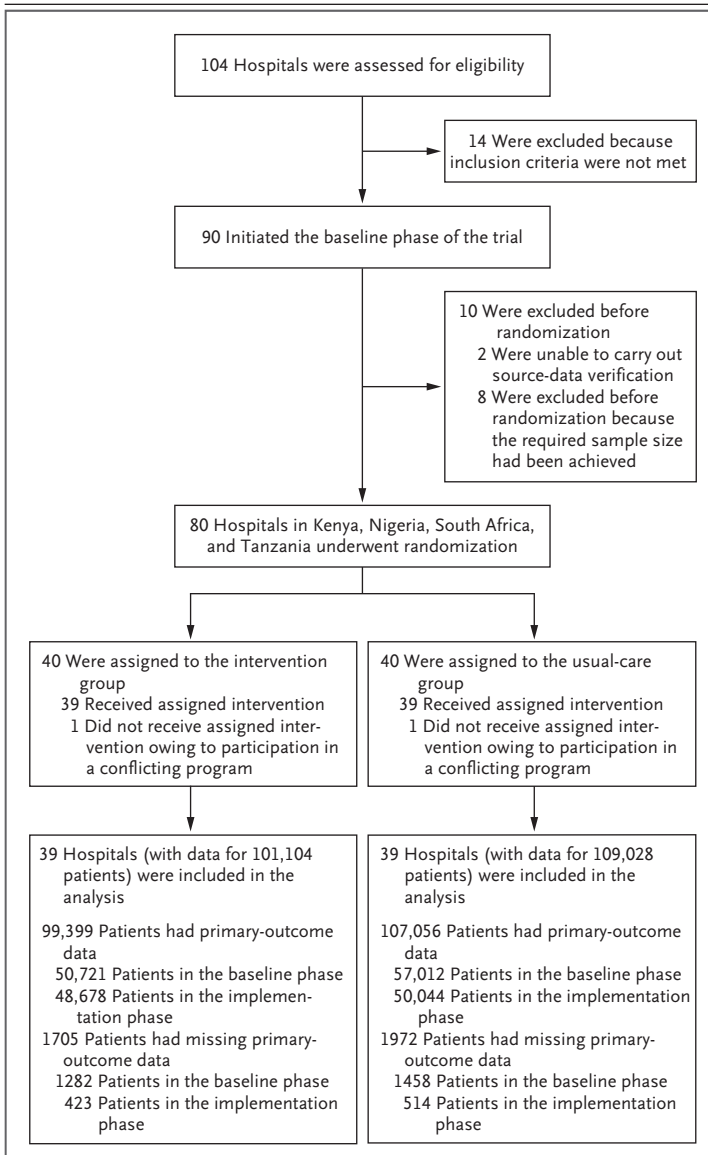 104 Hospitals were assessed for eligibility
14 Were excluded because
inclusion criteria were not met
90 Initiated the baseline phase of the trial
10 Were excluded before
randomization
2 Were unable to carry out
source-data verification
8 Were excluded before
randomization because
the required sample size
had been achieved
80 Hospitals in Kenya, Nigeria, South Africa,
and Tanzania underwent randomization
40 Were assigned to the intervention
group
39 Received assigned intervention
1 Did not receive assigned inter-
vention owing to participation in
a conflicting program
40 Were assigned to the usual-care
group
39 Received assigned intervention
1 Did not receive assigned inter-
vention owing to participation in
a conflicting program
39 Hospitals (with data for 101,104
patients) were included in the
analysis
99,399 Patients had primary-outcome
data
50,721 Patients in the baseline phase
48,678 Patients in the implemen-
tation phase
1705 Patients had missing primary-
outcome data
1282 Patients in the baseline phase
423 Patients in the implementation
phase
39 Hospitals (with data for 109,028
patients) were included in the
analysis
107,056 Patients had primary-outcome
data
57,012 Patients in the baseline phase
50,044 Patients in the implementation
phase
1972 Patients had missing primary-
outcome data
1458 Patients in the baseline phase
514 Patients in the implementation
phase